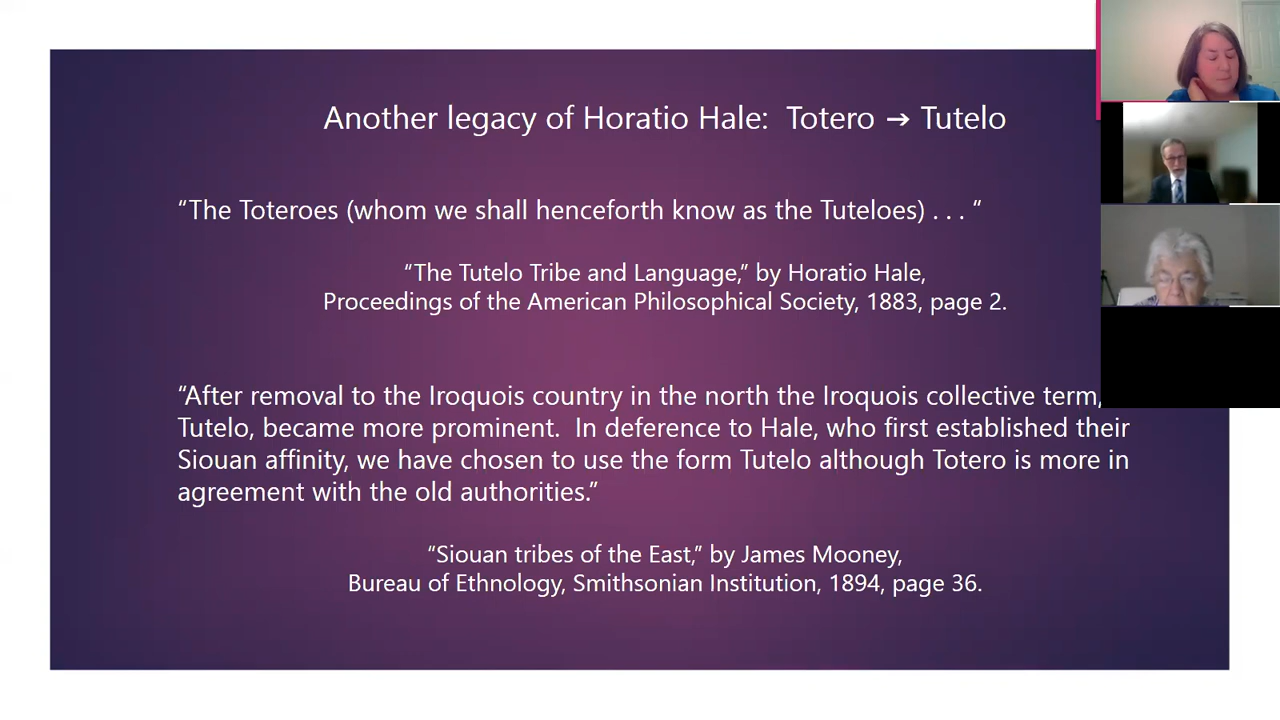 Another legacy of Horatio Hale:  Totero → Tutelo
“The Toteroes (whom we shall henceforth know as the Tuteloes) . . . “
“The Tutelo Tribe and Language,” by Horatio Hale,
Proceedings of the American Philosophical Society, 1883, page 2.
“After removal to the Iroquois country in the north the Iroquois collective term,
Tutelo, became more prominent.  In deference to Hale, who first established their
Siouan affinity, we have chosen to use the form Tutelo although Totero is more in
agreement with the old authorities.”
“Siouan tribes of the East,” by James Mooney,
Bureau of Ethnology, Smithsonian Institution, 1894, page 36.